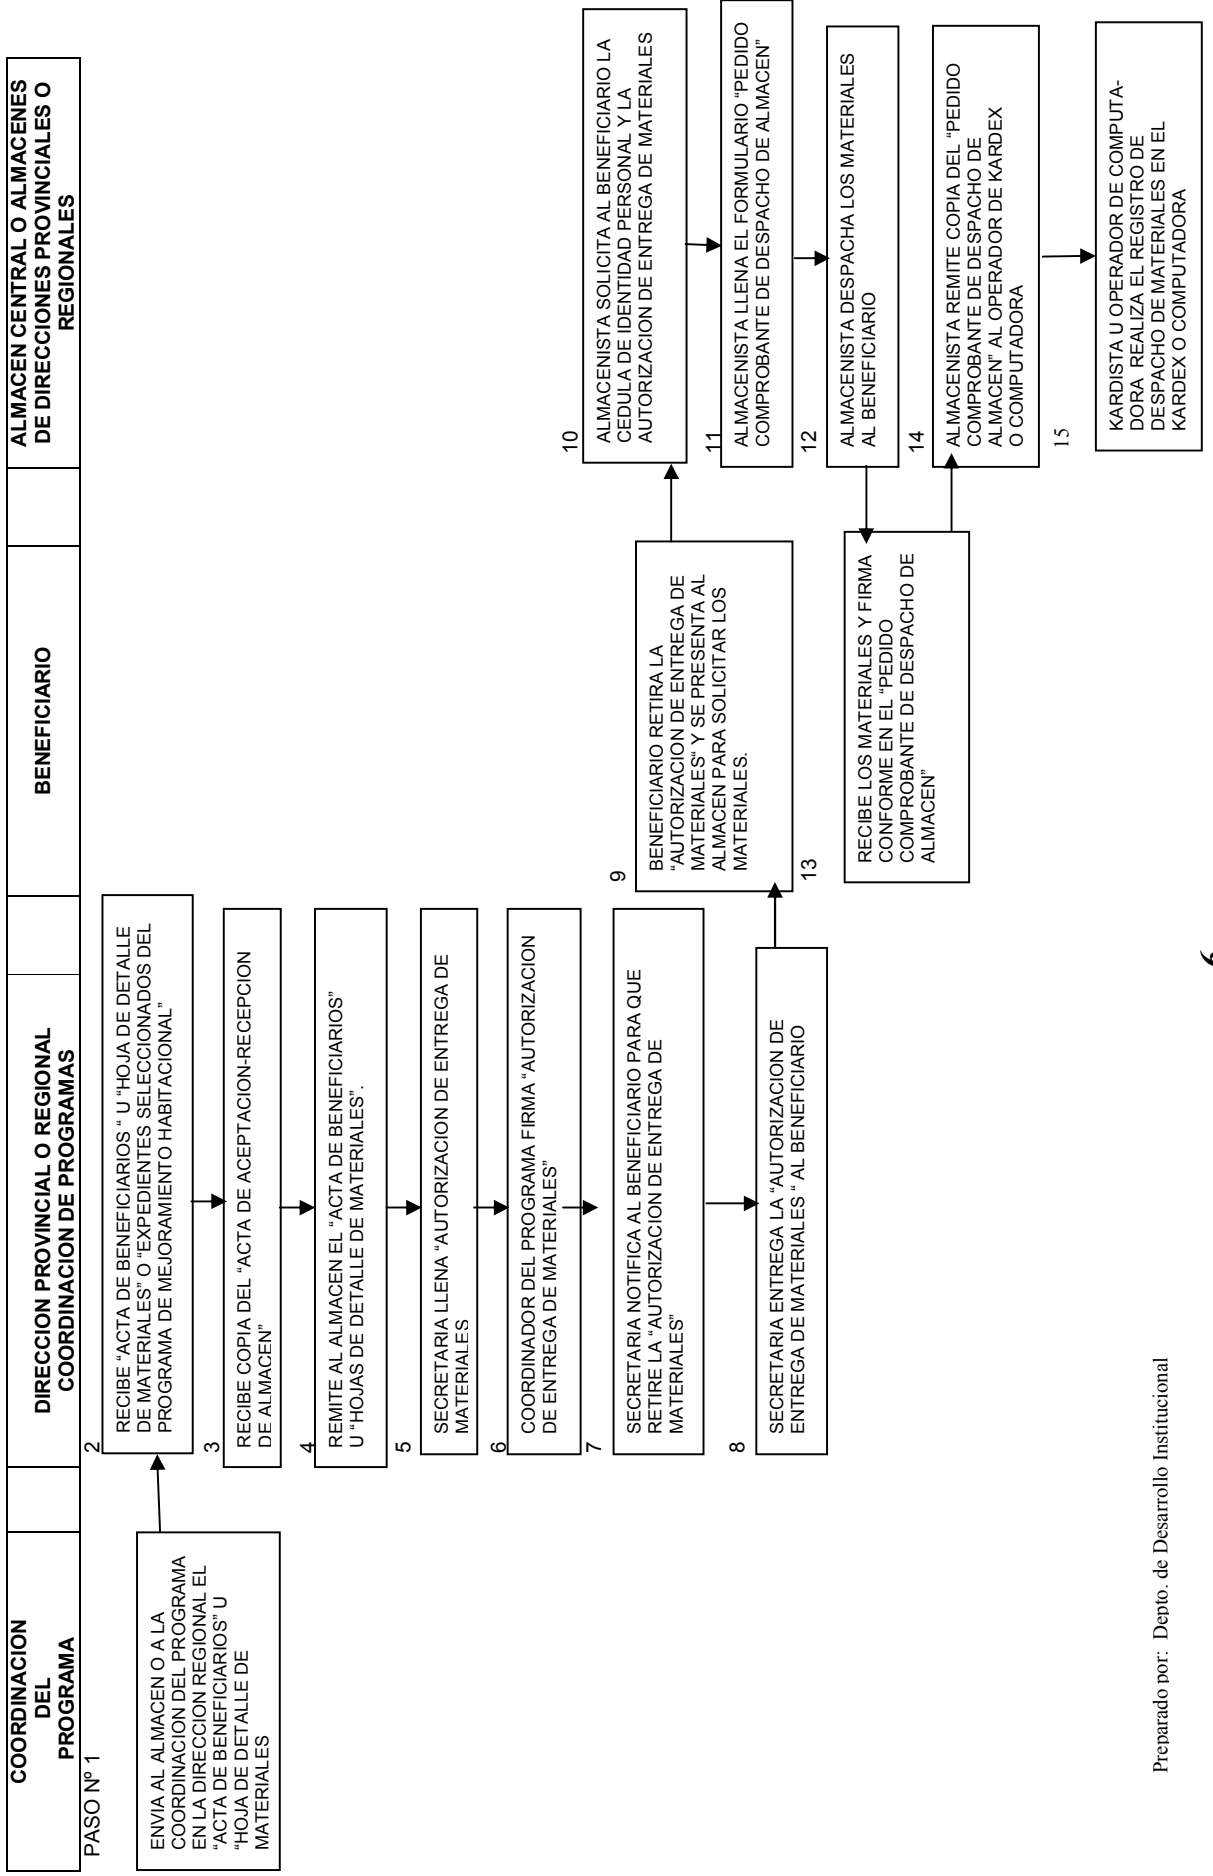 COORDINACION
DEL
PROGRAMA
DIRECCION PROVINCIAL O REGIONAL
COORDINACION DE PROGRAMAS
BENEFICIARIO
ALMACEN CENTRAL O ALMACENES
DE DIRECCIONES PROVINCIALES O
REGIONALES
PASO Nº 1
ENVIA AL ALMACEN O A LA
COORDINACION DEL PROGRAMA
EN LA DIRECCION REGIONAL EL
"ACTA DE BENEFICIARIOS" U
"HOJA DE DETALLE DE
MATERIALES
2
RECIBE "ACTA DE BENEFICIARIOS " U "HOJA DE DETALLE
DE MATERIALES" O "EXPEDIENTES SELECCIONADOS DEL
PROGRAMA DE MEJORAMIENTO HABITACIONAL"
3
RECIBE COPIA DEL "ACTA DE ACEPTACION-RECEPCION
DE ALMACEN"
4
REMITE AL ALMACEN EL "ACTA DE BENEFICIARIOS"
U "HOJAS DE DETALLE DE MATERIALES".
5
SECRETARIA LLENA "AUTORIZACION DE ENTREGA DE
MATERIALES
6
COORDINADOR DEL PROGRAMA FIRMA "AUTORIZACION
DE ENTREGA DE MATERIALES"
7
SECRETARIA NOTIFICA AL BENEFICIARIO PARA QUE
RETIRE LA "AUTORIZACION DE ENTREGA DE
MATERIALES"
8
SECRETARIA ENTREGA LA "AUTORIZACION DE
ENTREGA DE MATERIALES " AL BENEFICIARIO
9
BENEFICIARIO RETIRA LA
"AUTORIZACION DE ENTREGA DE
MATERIALES" Y SE PRESENTA AL
ALMACEN PARA SOLICITAR LOS
MATERIALES.
10
ALMACENISTA SOLICITA AL BENEFICIARIO LA
CEDULA DE IDENTIDAD PERSONAL Y LA
AUTORIZACION DE ENTREGA DE MATERIALES
11
ALMACENISTA LLENA EL FORMULARIO "PEDIDO
COMPROBANTE DE DESPACHO DE ALMACEN"
12
ALMACENISTA DESPACHA LOS MATERIALES
AL BENEFICIARIO
13
RECIBE LOS MATERIALES Y FIRMA
CONFORME EN EL "PEDIDO
COMPROBANTE DE DESPACHO DE
ALMACEN"
14
ALMACENISTA REMITE COPIA DEL "PEDIDO
COMPROBANTE DE DESPACHO DE
ALMACEN" AL OPERADOR DE KARDEX
O COMPUTADORA
15
KARDISTA U OPERADOR DE COMPUTA-
DORA REALIZA EL REGISTRO DE
DESPACHO DE MATERIALES EN EL
KARDEX O COMPUTADORA
Preparado por: Depto. de Desarrollo Institucional